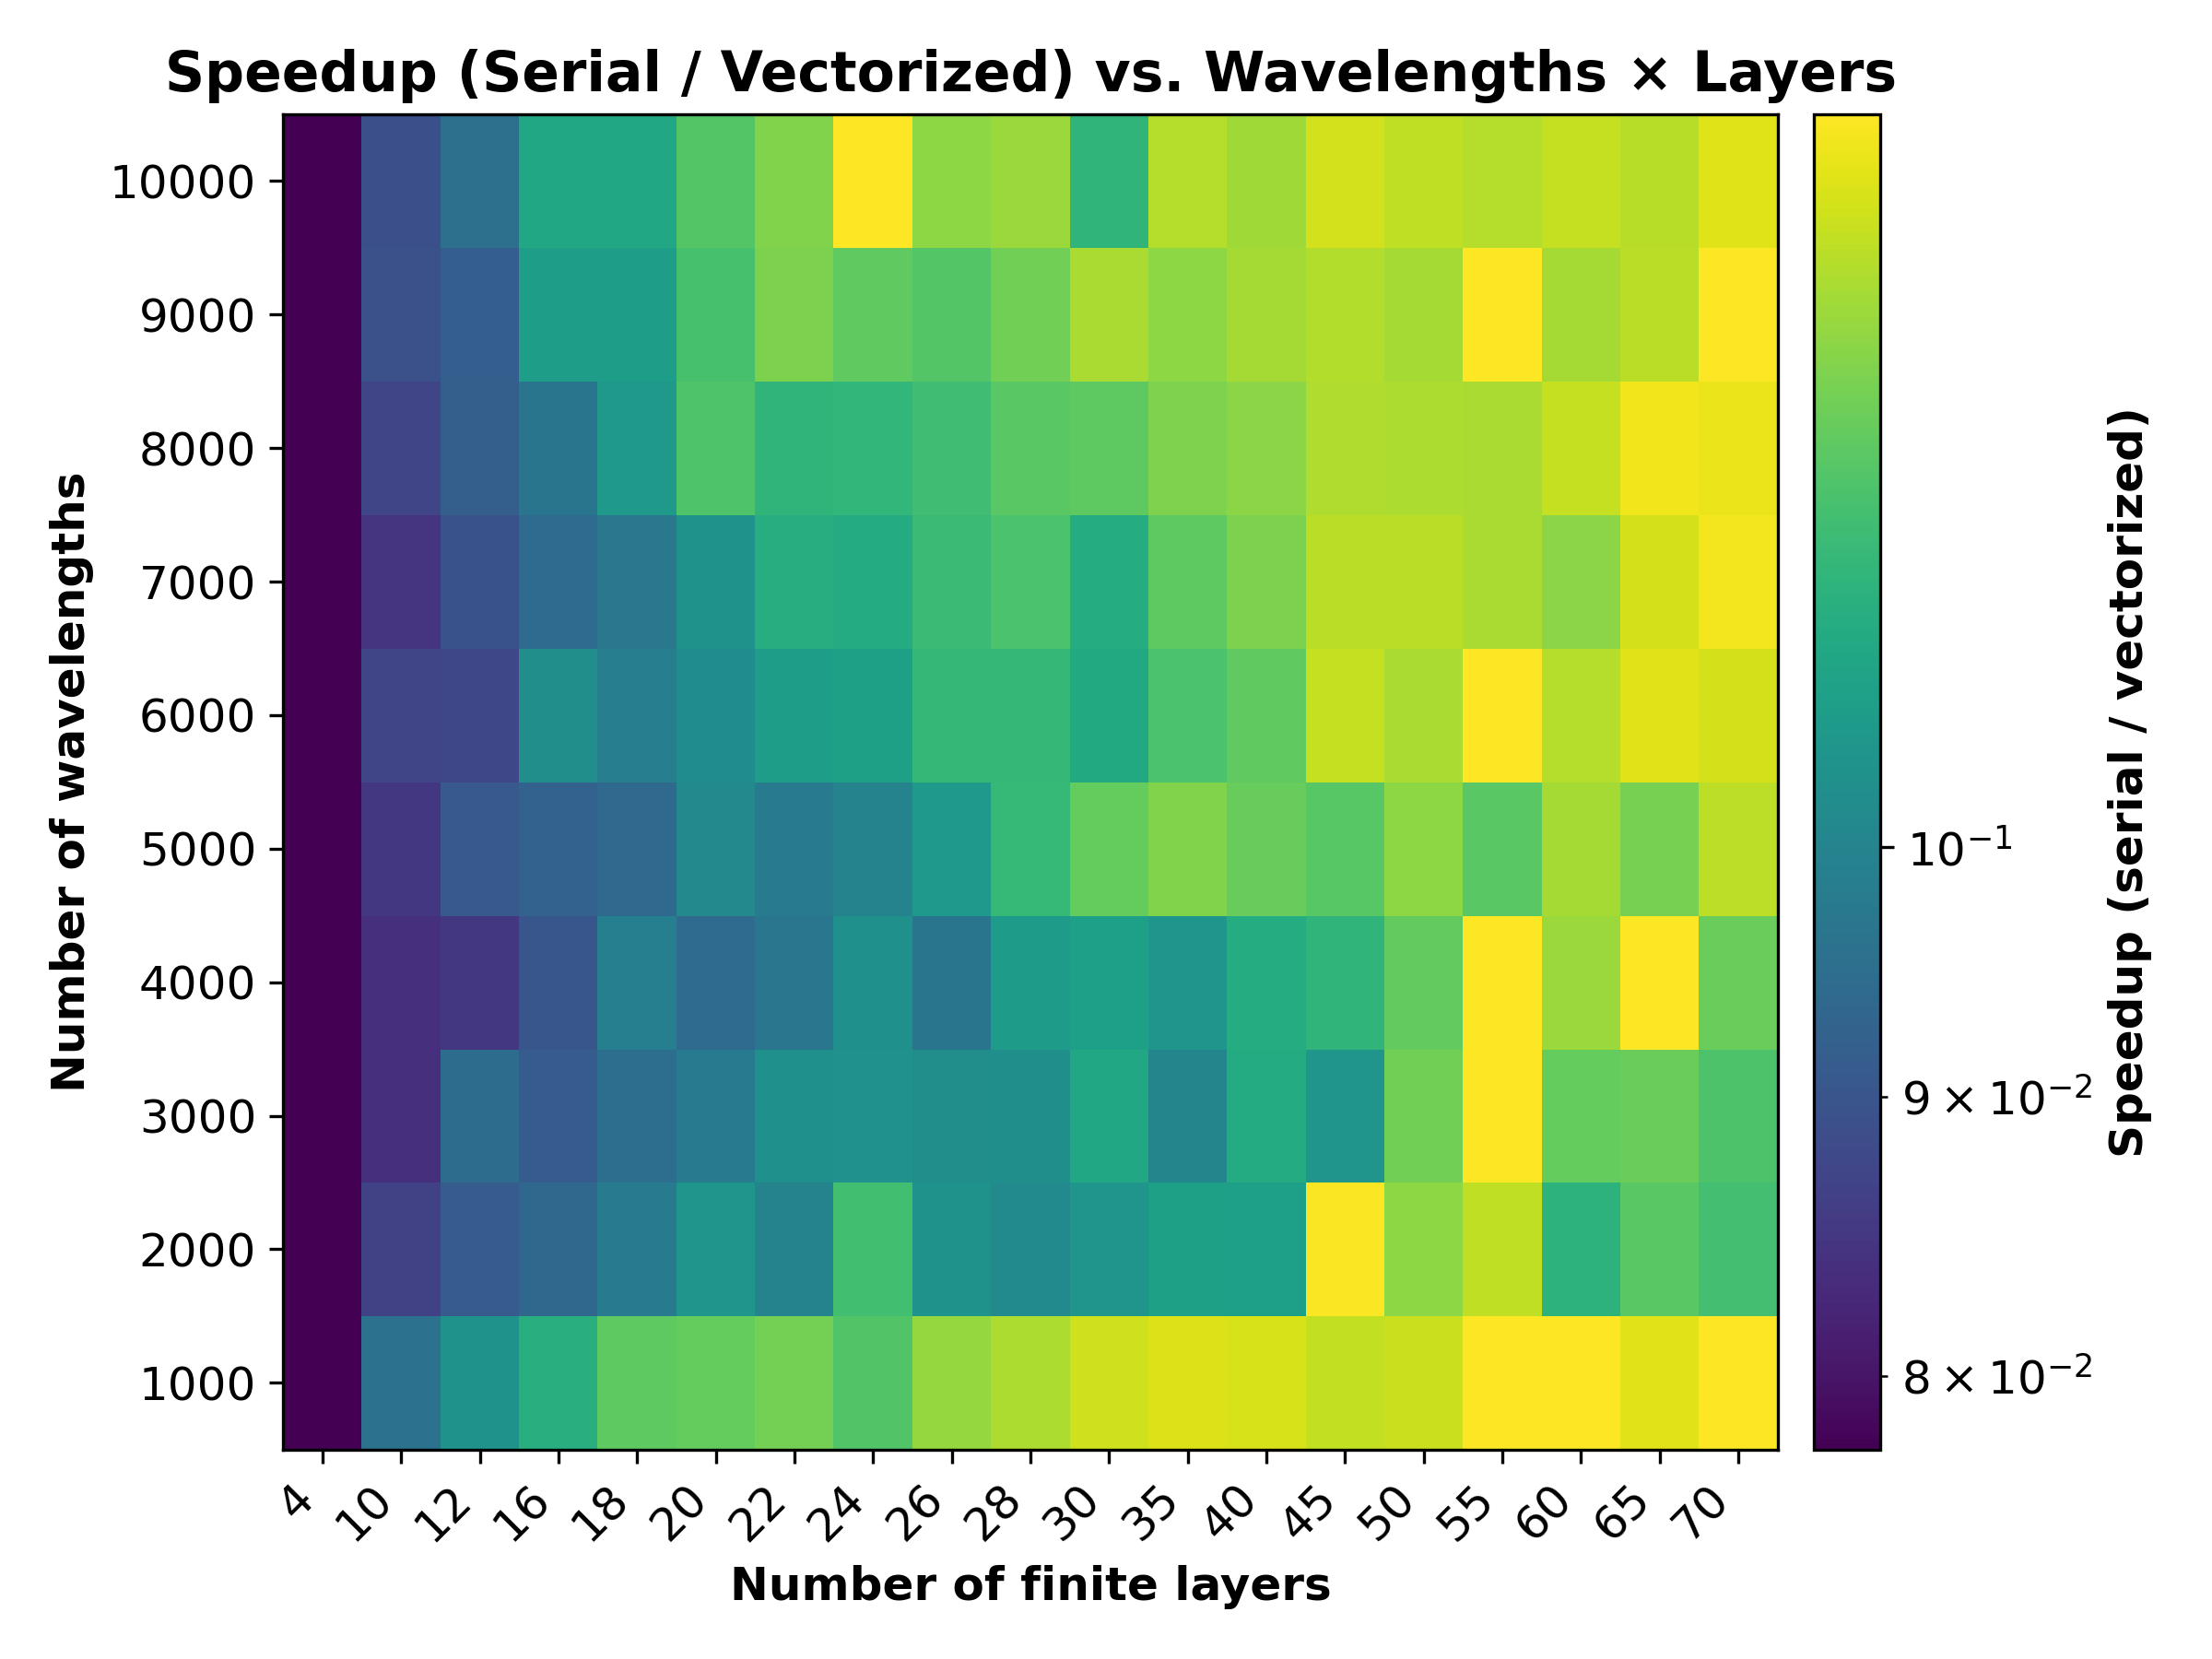 Speedup (Serial / Vectorized) vs. Wavelengths × Layers
Number of wavelengths
10000
9000
8000
7000
6000
5000
4000
3000
2000
1000
4 10 12 16 18 20 22 24 26 28 30 35 40 45 50 55 60 65 70
Number of finite layers
10⁻¹
9 × 10⁻²
8 × 10⁻²
Speedup (serial / vectorized)